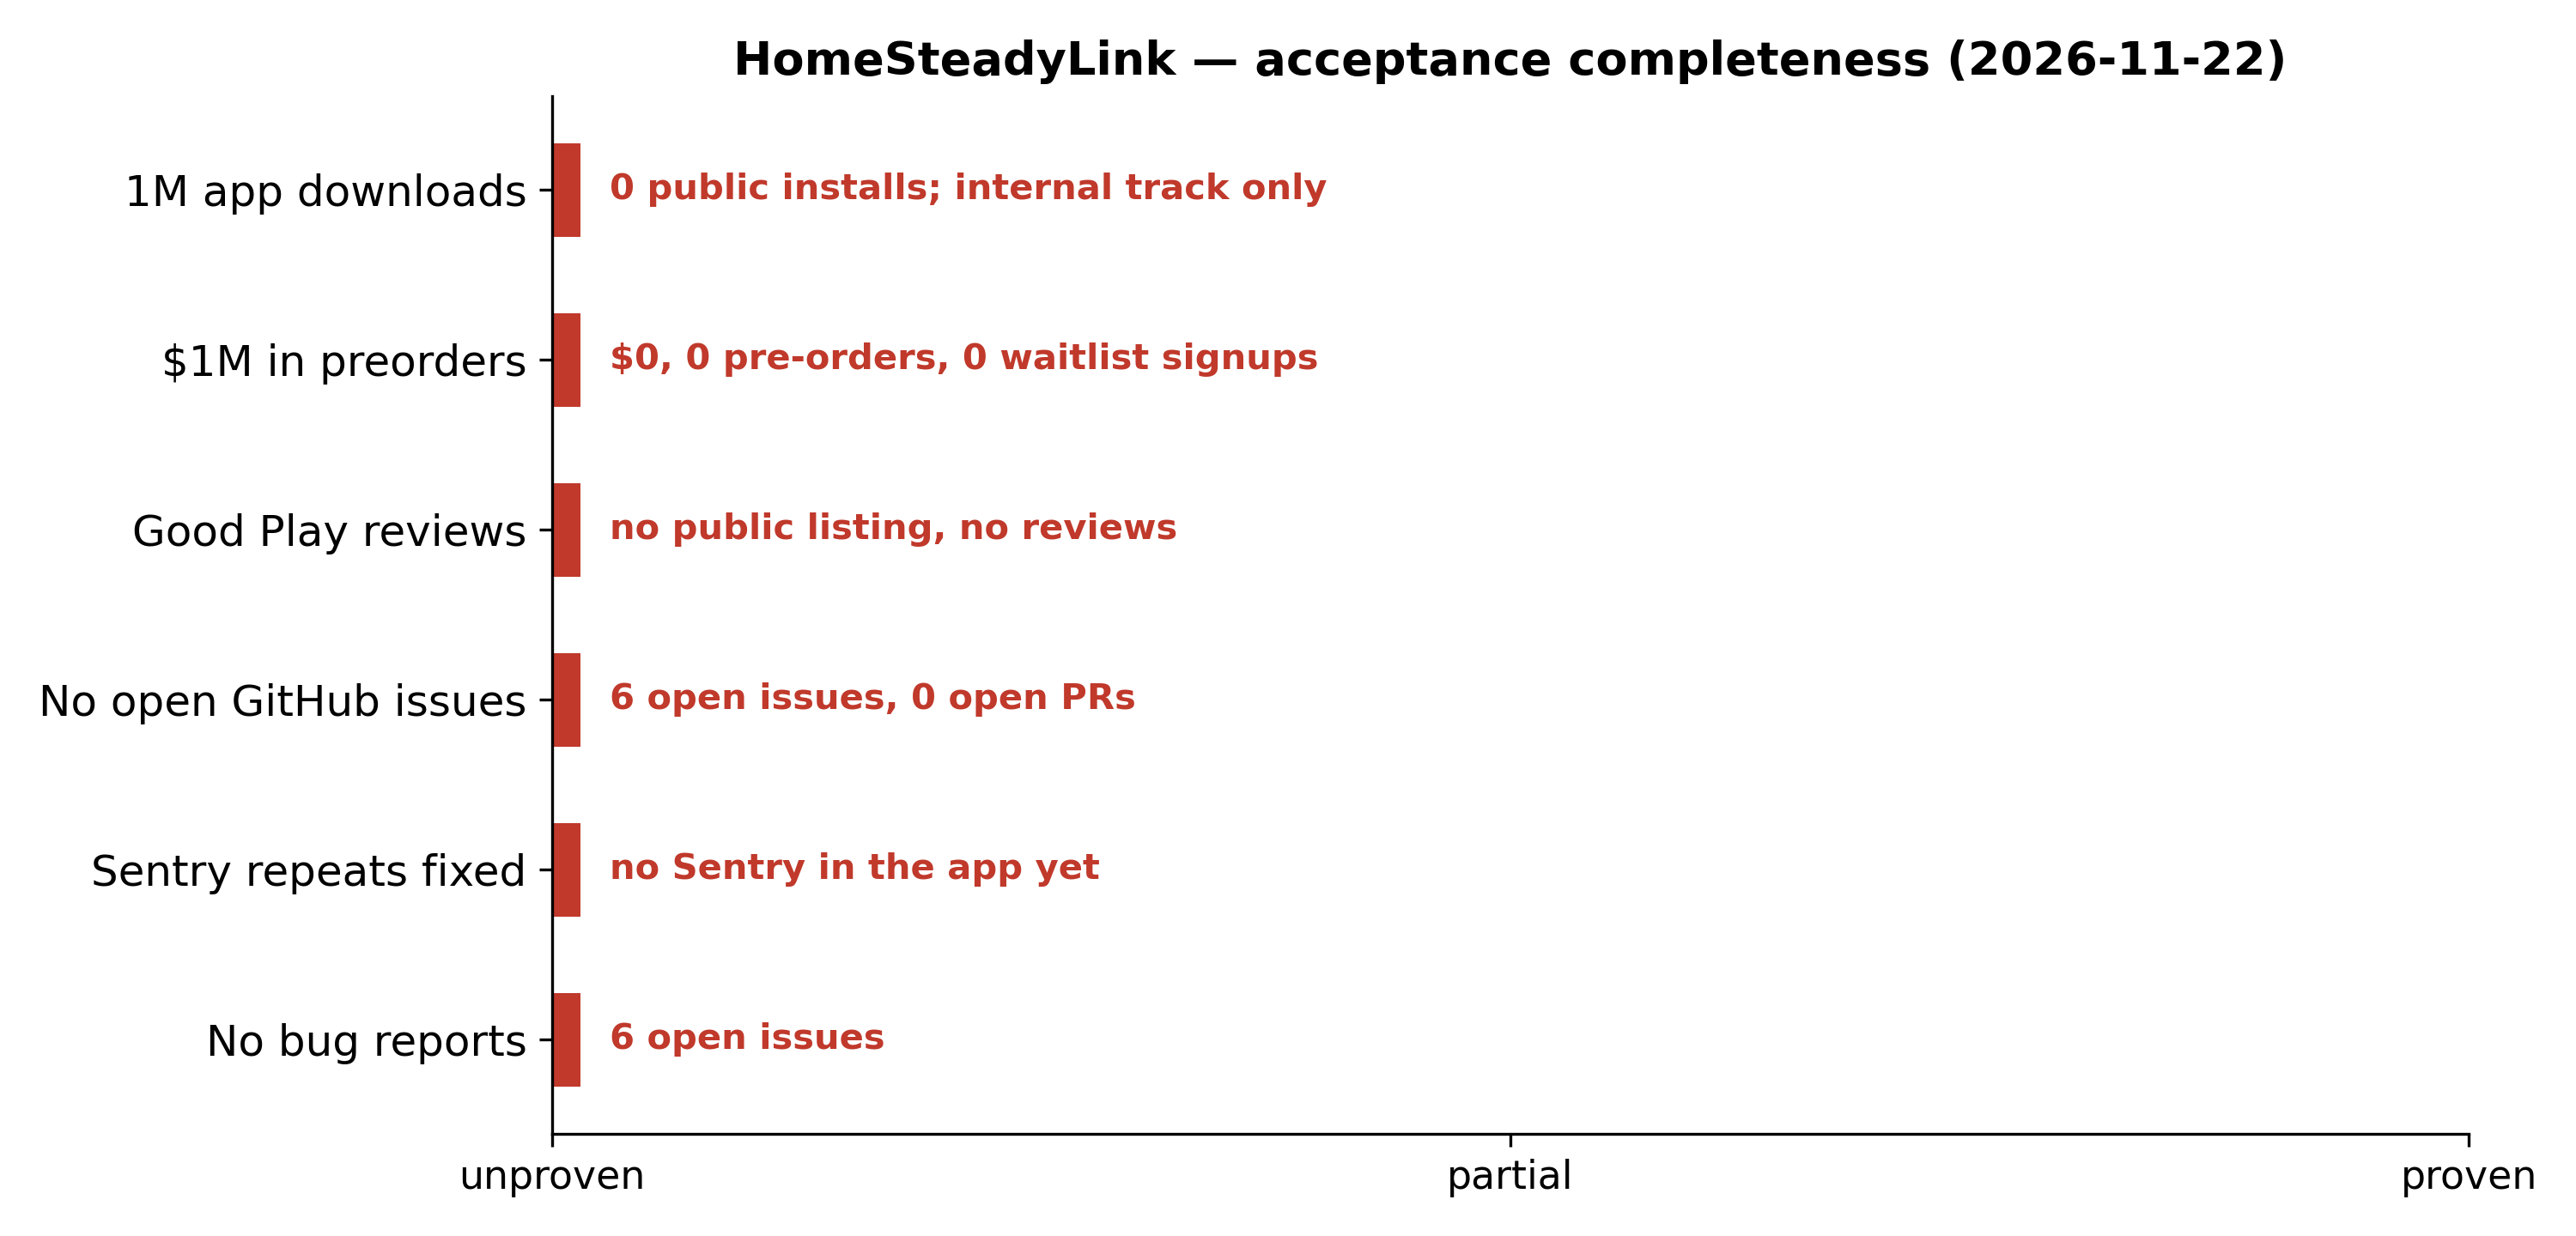 HomeSteadyLink — acceptance completeness (2026-11-22)
1M app downloads
0 public installs; internal track only
$1M in preorders
$0, 0 pre-orders, 0 waitlist signups
Good Play reviews
no public listing, no reviews
No open GitHub issues
6 open issues, 0 open PRs
Sentry repeats fixed
no Sentry in the app yet
No bug reports
6 open issues
unproven
partial
proven